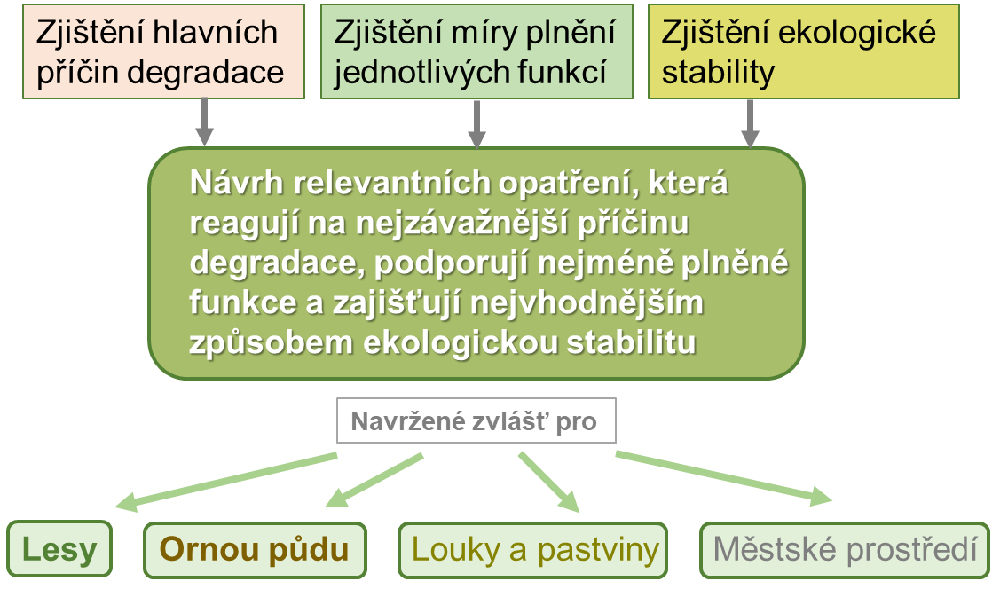 Zjištění hlavních
příčin degradace
Zjištění míry plnění
jednotlivých funkcí
Zjištění ekologické
stability
Návrh relevantních opatření, která
reagují na nejzávažnější příčinu
degradace, podporují nejméně plněné
funkce a zajišťují nejvhodnějším
způsobem ekologickou stabilitu
Navržené zvlášť pro
Lesy
Ornou půdu
Louky a pastviny
Městské prostředí